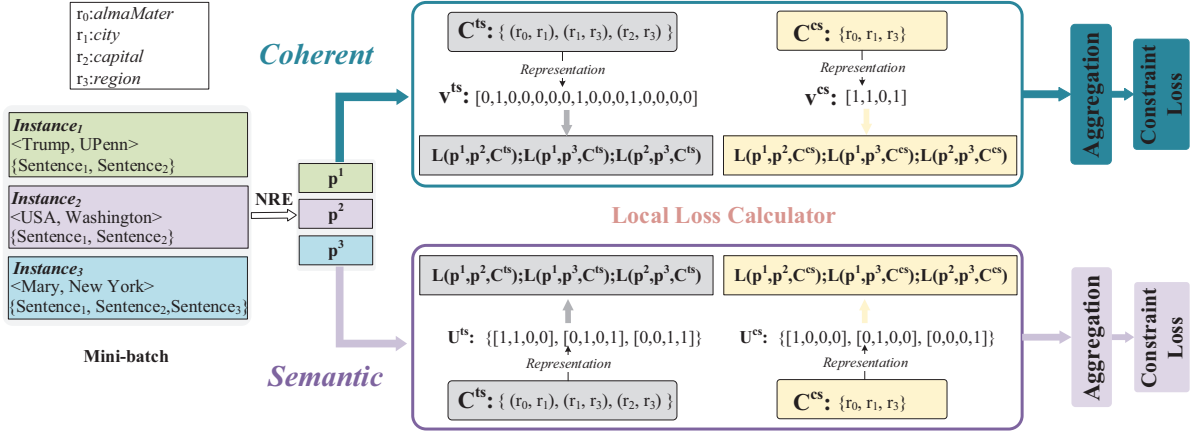 r₀:almaMater
r₁:city
r₂:capital
r₃:region
Instance₁
<Trump, UPenn>
{Sentence₁, Sentence₂}
Instance₂
<USA, Washington>
{Sentence₁, Sentence₂}
Instance₃
<Mary, New York>
{Sentence₁, Sentence₂,Sentence₃}
Mini-batch
NRE
p¹
p²
p³
Coherent
Cᵗˢ: { (r₀, r₁), (r₁, r₃), (r₂, r₃) }
Representation
vᵗˢ: [0,1,0,0,0,0,0,1,0,0,0,1,0,0,0,0]
L(p¹,p²,Cᵗˢ);L(p¹,p³,Cᵗˢ);L(p²,p³,Cᵗˢ)
Cᶜˢ: {r₀, r₁, r₃}
Representation
vᶜˢ: [1,1,0,1]
L(p¹,p²,Cᶜˢ);L(p¹,p³,Cᶜˢ);L(p²,p³,Cᶜˢ)
Aggregation
Constraint
Loss
Local Loss Calculator
Semantic
L(p¹,p²,Cᵗˢ);L(p¹,p³,Cᵗˢ);L(p²,p³,Cᵗˢ)
Uᵗˢ: {[1,1,0,0], [0,1,0,1], [0,0,1,1]}
Representation
Cᵗˢ: { (r₀, r₁), (r₁, r₃), (r₂, r₃) }
L(p¹,p²,Cᶜˢ);L(p¹,p³,Cᶜˢ);L(p²,p³,Cᶜˢ)
Uᶜˢ: {[1,0,0,0], [0,1,0,0], [0,0,0,1]}
Representation
Cᶜˢ: {r₀, r₁, r₃}
Aggregation
Constraint
Loss